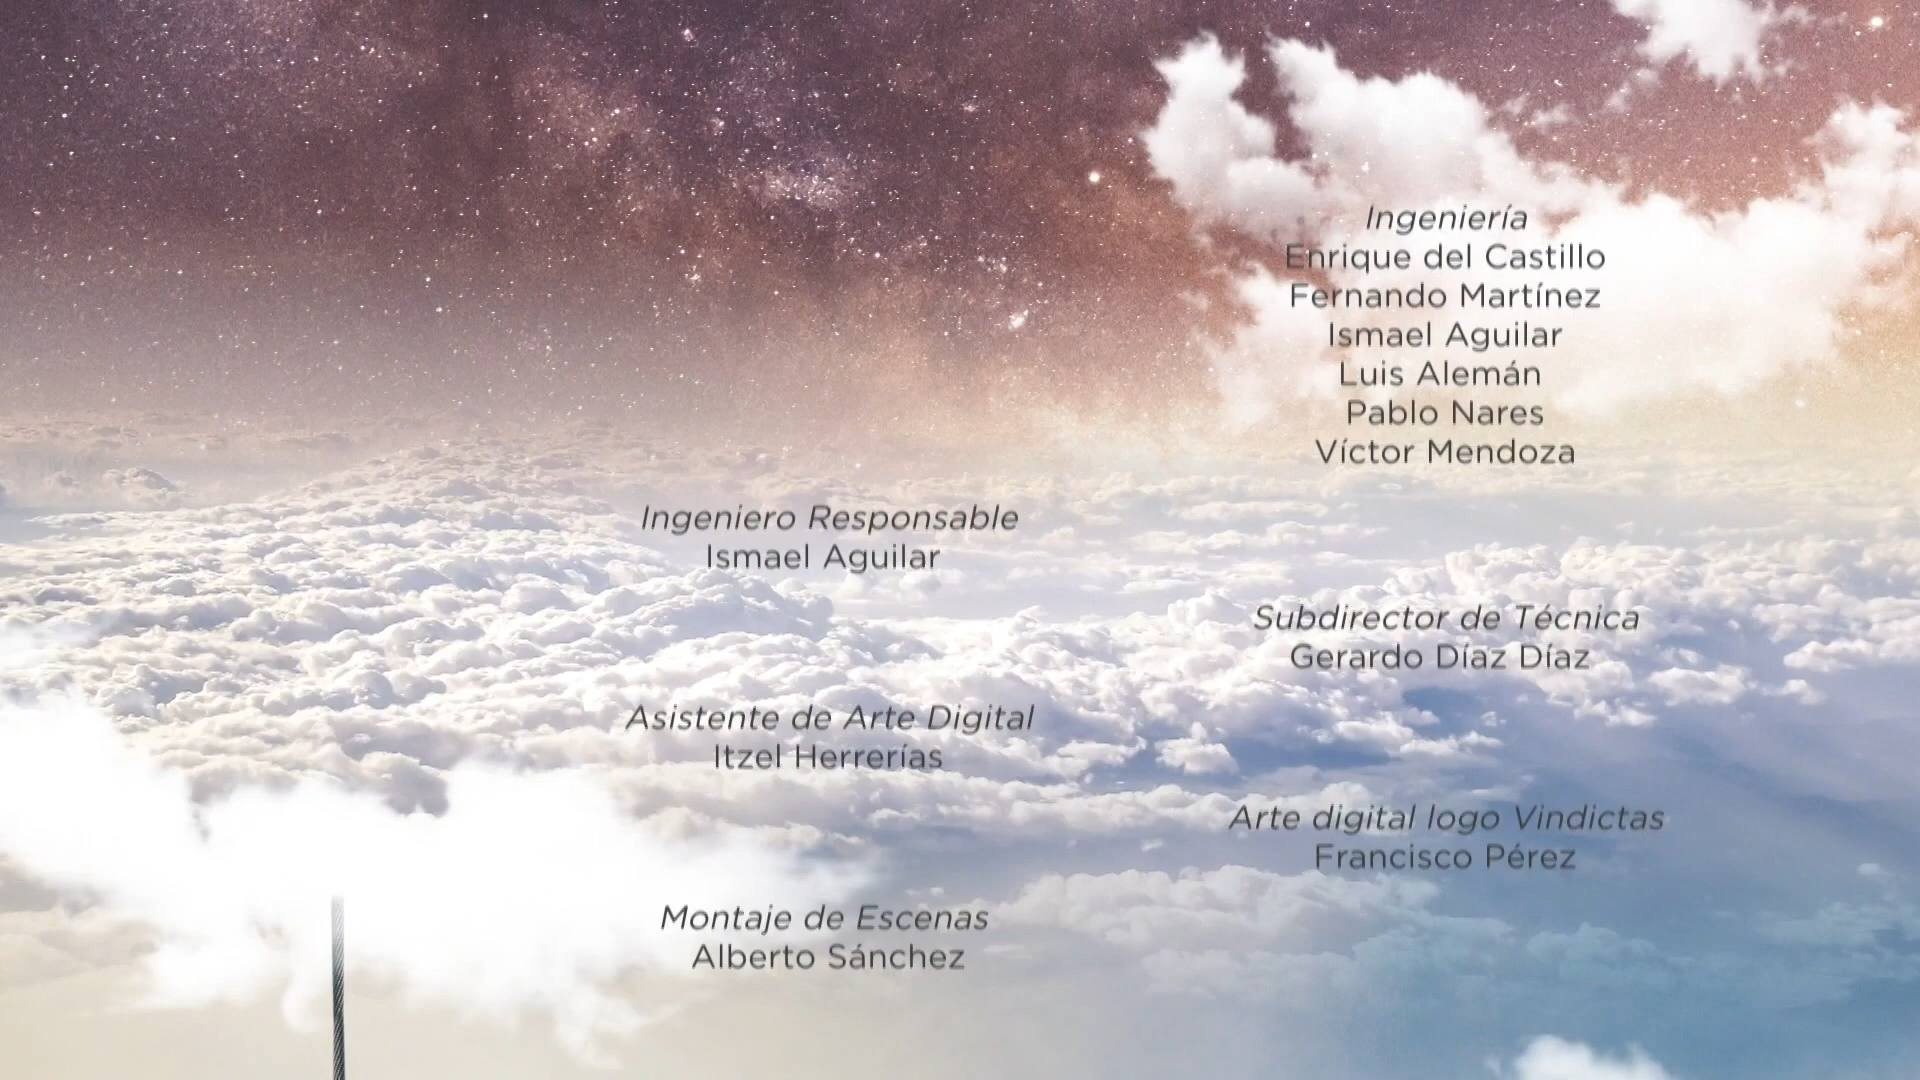 Ingeniería
Enrique del Castillo
Fernando Martínez
Ismael Aguilar
Luis Alemán
Pablo Nares
Víctor Mendoza
Ingeniero Responsable
Ismael Aguilar
Subdirector de Técnica
Gerardo Díaz Díaz
Asistente de Arte Digital
Itzel Herrerías
Arte digital logo Vindictas
Francisco Pérez
Montaje de Escenas
Alberto Sánchez